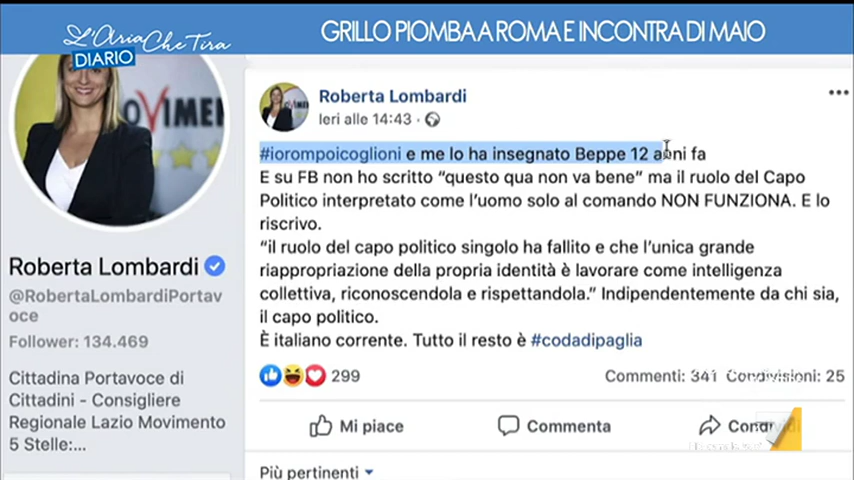 L'Aria Che Tira
DIARIO
GRILLO PIOMBA A ROMA E INCONTRA DI MAIO
OVIMEN
Roberta Lombardi
@RobertaLombardiPortav
oce
Follower: 134.469
Cittadina Portavoce di
Cittadini - Consigliere
Regionale Lazio Movimento
5 Stelle:...
Roberta Lombardi
Ieri alle 14:43 ·
#iorompoicoglioni e me lo ha insegnato Beppe 12 anni fa
E su FB non ho scritto “questo qua non va bene” ma il ruolo del Capo
Politico interpretato come l’uomo solo al comando NON FUNZIONA. E lo
riscrivo.
“il ruolo del capo politico singolo ha fallito e che l’unica grande
riappropriazione della propria identità è lavorare come intelligenza
collettiva, riconoscendola e rispettandola.” Indipendentemente da chi sia,
il capo politico.
È italiano corrente. Tutto il resto è #codadipaglia
299
Commenti: 341 Condivisioni: 25
Mi piace
Commenta
Condividi
Più pertinenti